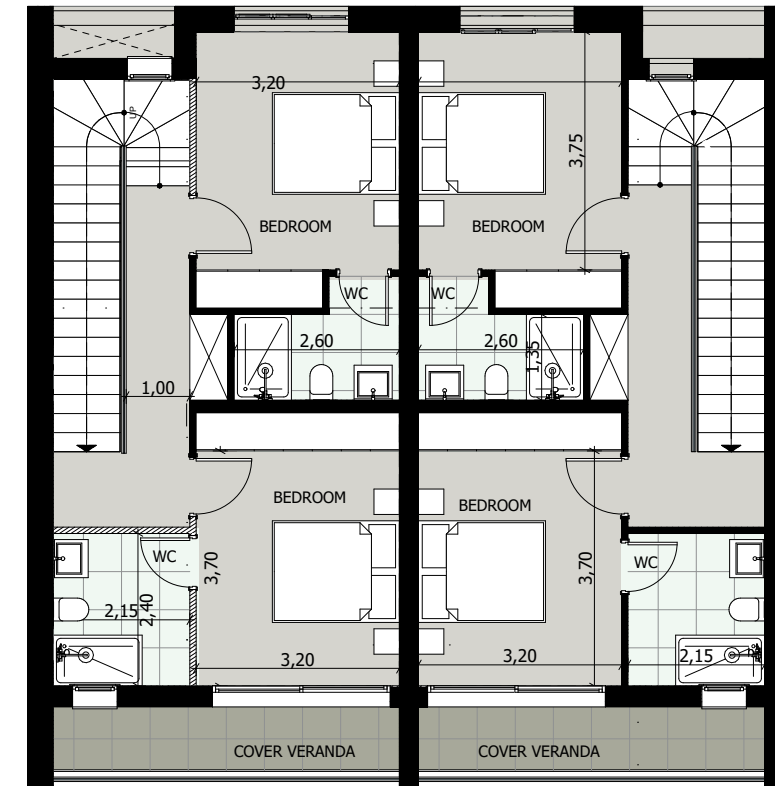 3,20
UP
3,75
BEDROOM
BEDROOM
WC
WC
2,60
2,60
1,35
1,00
BEDROOM
BEDROOM
WC
3,70
3,70
WC
2,15
2,40
3,20
3,20
2,15
COVER VERANDA
COVER VERANDA